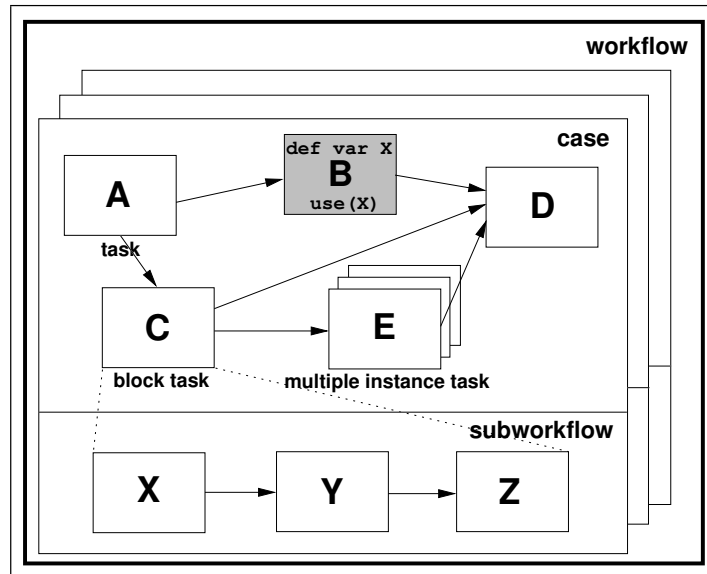 workflow
case
def var X
A
B
use(X)
D
task
C
E
block task
multiple instance task
subworkflow
X
Y
Z